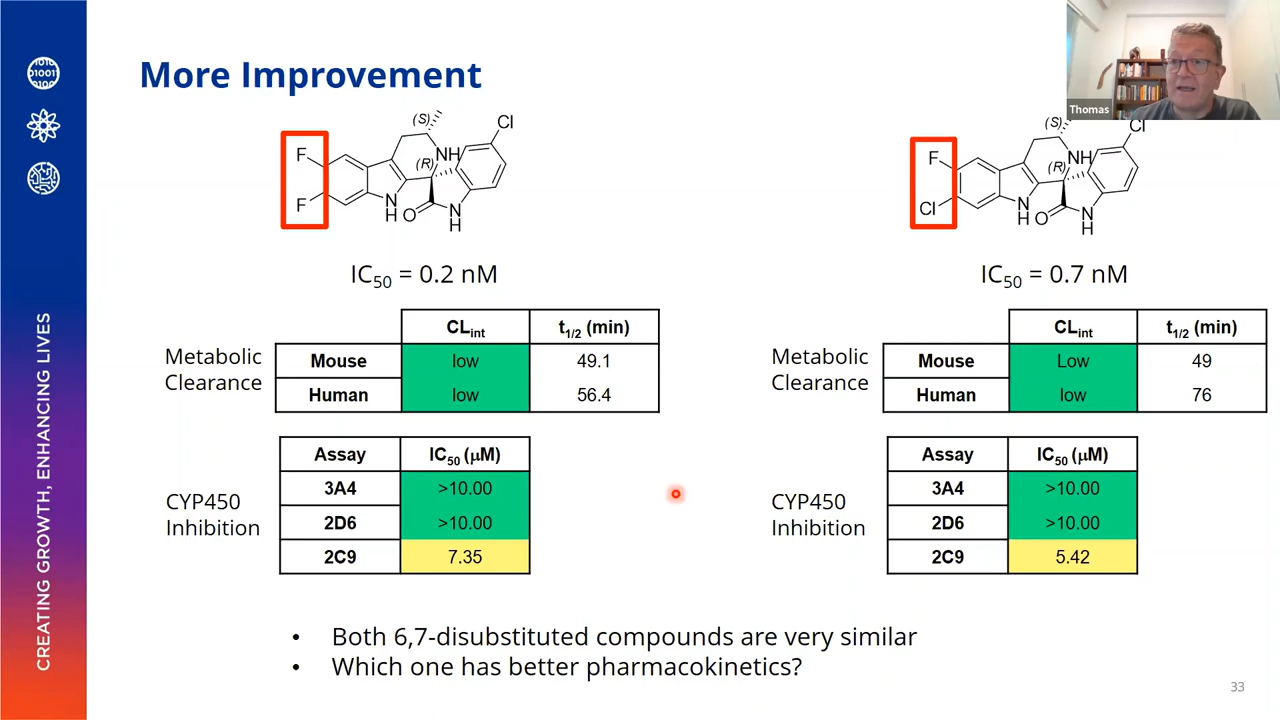 More Improvement
Thomas
CREATING GROWTH, ENHANCING LIVES
F
F
(S)
NH
(R)
N
H
O
N
H
Cl
F
Cl
(S)
NH
(R)
N
H
O
N
H
Cl
IC50 = 0.2 nM
IC50 = 0.7 nM
Metabolic
Clearance
CLint t1/2 (min)
Mouse low 49.1
Human low 56.4
Metabolic
Clearance
CLint t1/2 (min)
Mouse Low 49
Human low 76
CYP450
Inhibition
Assay IC50 (μM)
3A4 >10.00
2D6 >10.00
2C9 7.35
CYP450
Inhibition
Assay IC50 (μM)
3A4 >10.00
2D6 >10.00
2C9 5.42
• Both 6,7-disubstituted compounds are very similar
• Which one has better pharmacokinetics?
33